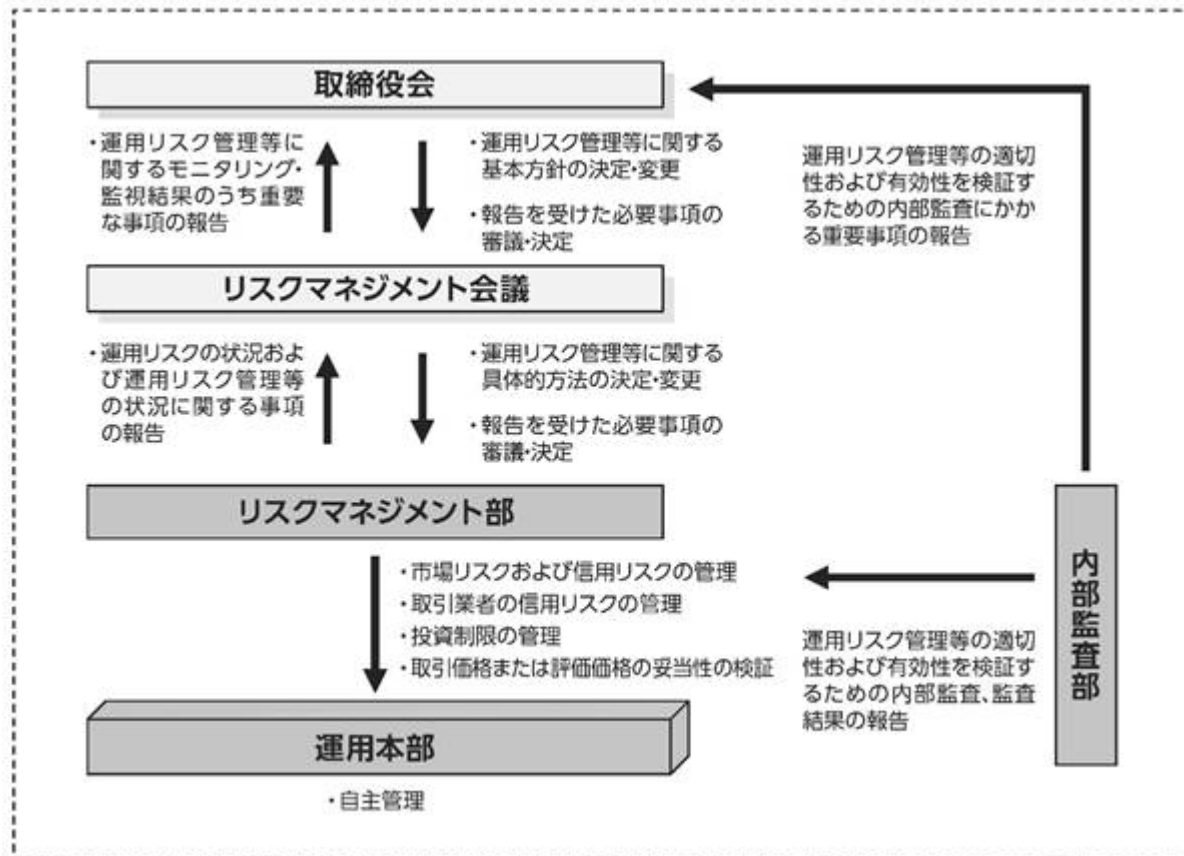 取締役会
・運用リスク管理等に
関するモニタリング・
監視結果のうち重要
な事項の報告
・運用リスク管理等に関する
基本方針の決定・変更
・報告を受けた必要事項の
審議・決定
運用リスク管理等の適切
性および有効性を検証す
るための内部監査にかか
る重要事項の報告
リスクマネジメント会議
・運用リスクの状況およ
び運用リスク管理等
の状況に関する事項
の報告
・運用リスク管理等に関する
具体的方法の決定・変更
・報告を受けた必要事項の
審議・決定
リスクマネジメント部
・市場リスクおよび信用リスクの管理
・取引業者の信用リスクの管理
・投資制限の管理
・取引価格または評価価格の妥当性の検証
内部監査部
運用リスク管理等の適切
性および有効性を検証す
るための内部監査、監査
結果の報告
運用本部
・自主管理